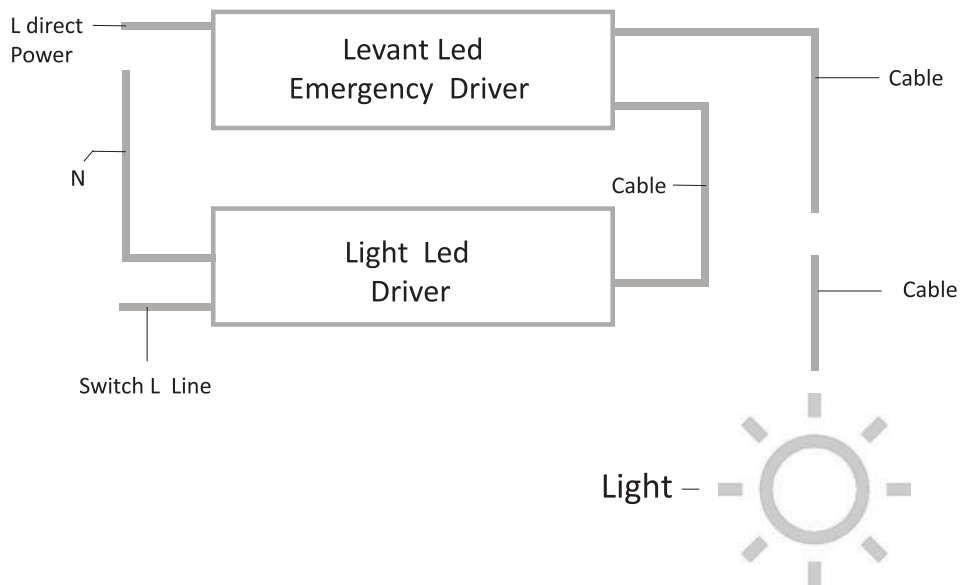 L direct
Power
Levant Led
Emergency Driver
Cable
N
Cable
Light Led
Driver
Cable
Switch L Line
Light